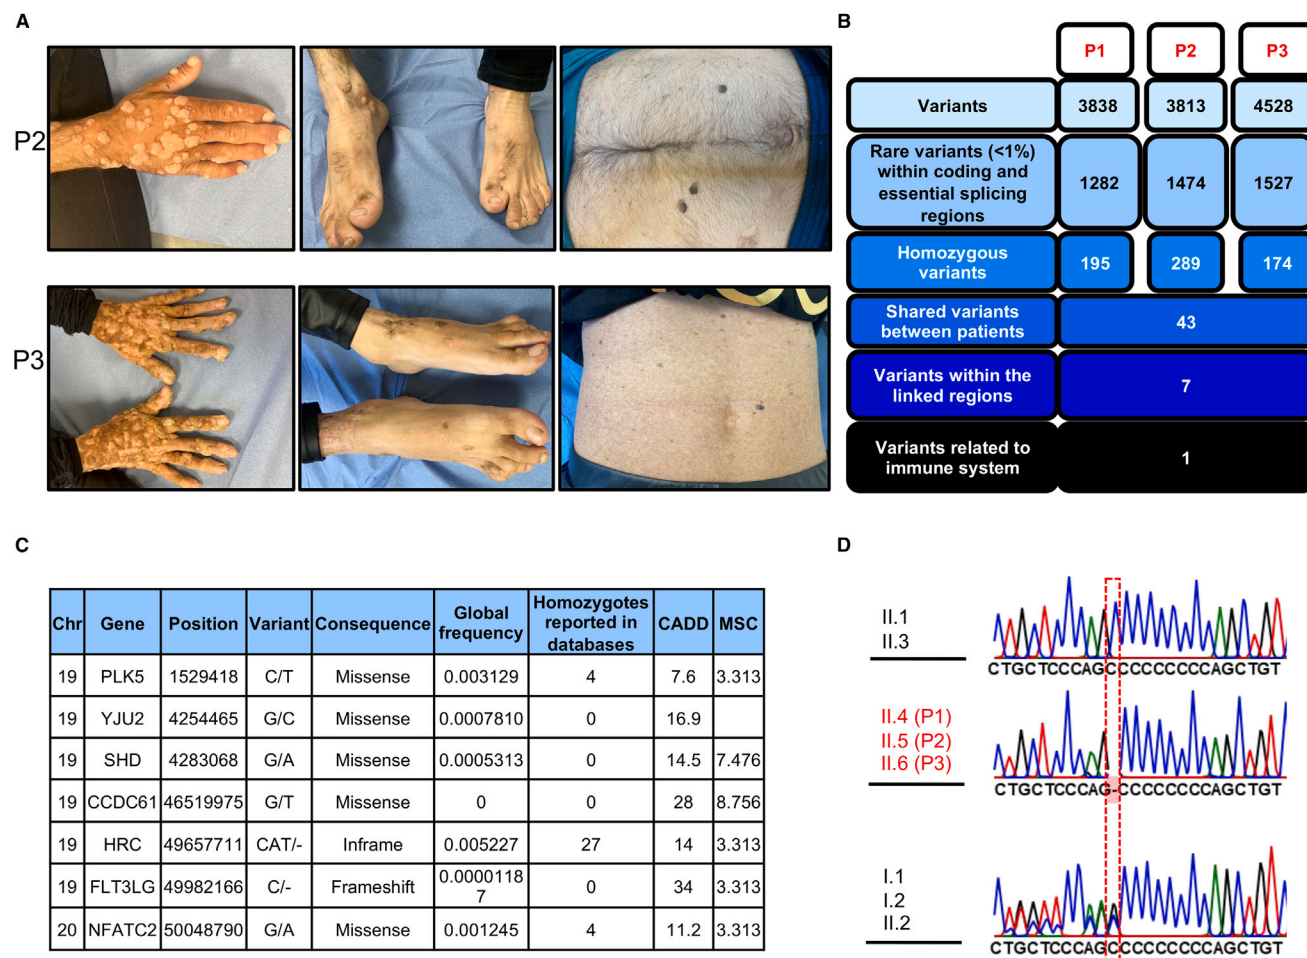 A
P2
P3
B
P1 P2 P3
Variants 3838 3813 4528
Rare variants (<1%)
within coding and
essential splicing
regions
1282 1474 1527
Homozygous
variants
195 289 174
Shared variants
between patients
43
Variants within the
linked regions
7
Variants related to
immune system
1
C
Chr Gene Position Variant Consequence Global frequency Homozygotes reported in databases CADD MSC
19 PLK5 1529418 C/T Missense 0.003129 4 7.6 3.313
19 YJU2 4254465 G/C Missense 0.0007810 0 16.9
19 SHD 4283068 G/A Missense 0.0005313 0 14.5 7.476
19 CCDC61 46519975 G/T Missense 0 0 28 8.756
19 HRC 49657711 CAT/- Inframe 0.005227 27 14 3.313
19 FLT3LG 49982166 C/- Frameshift 0.00001187 0 34 3.313
20 NFATC2 50048790 G/A Missense 0.001245 4 11.2 3.313
D
II.1
II.3
CTGCTCCCAGCCCCCCCCCAGCTGT
II.4 (P1)
II.5 (P2)
II.6 (P3)
CTGCTCCCAG-CCCCCCCCAGCTGT
I.1
I.2
II.2
CTGCTCCCAGCCCCCCCCCAGCTGT